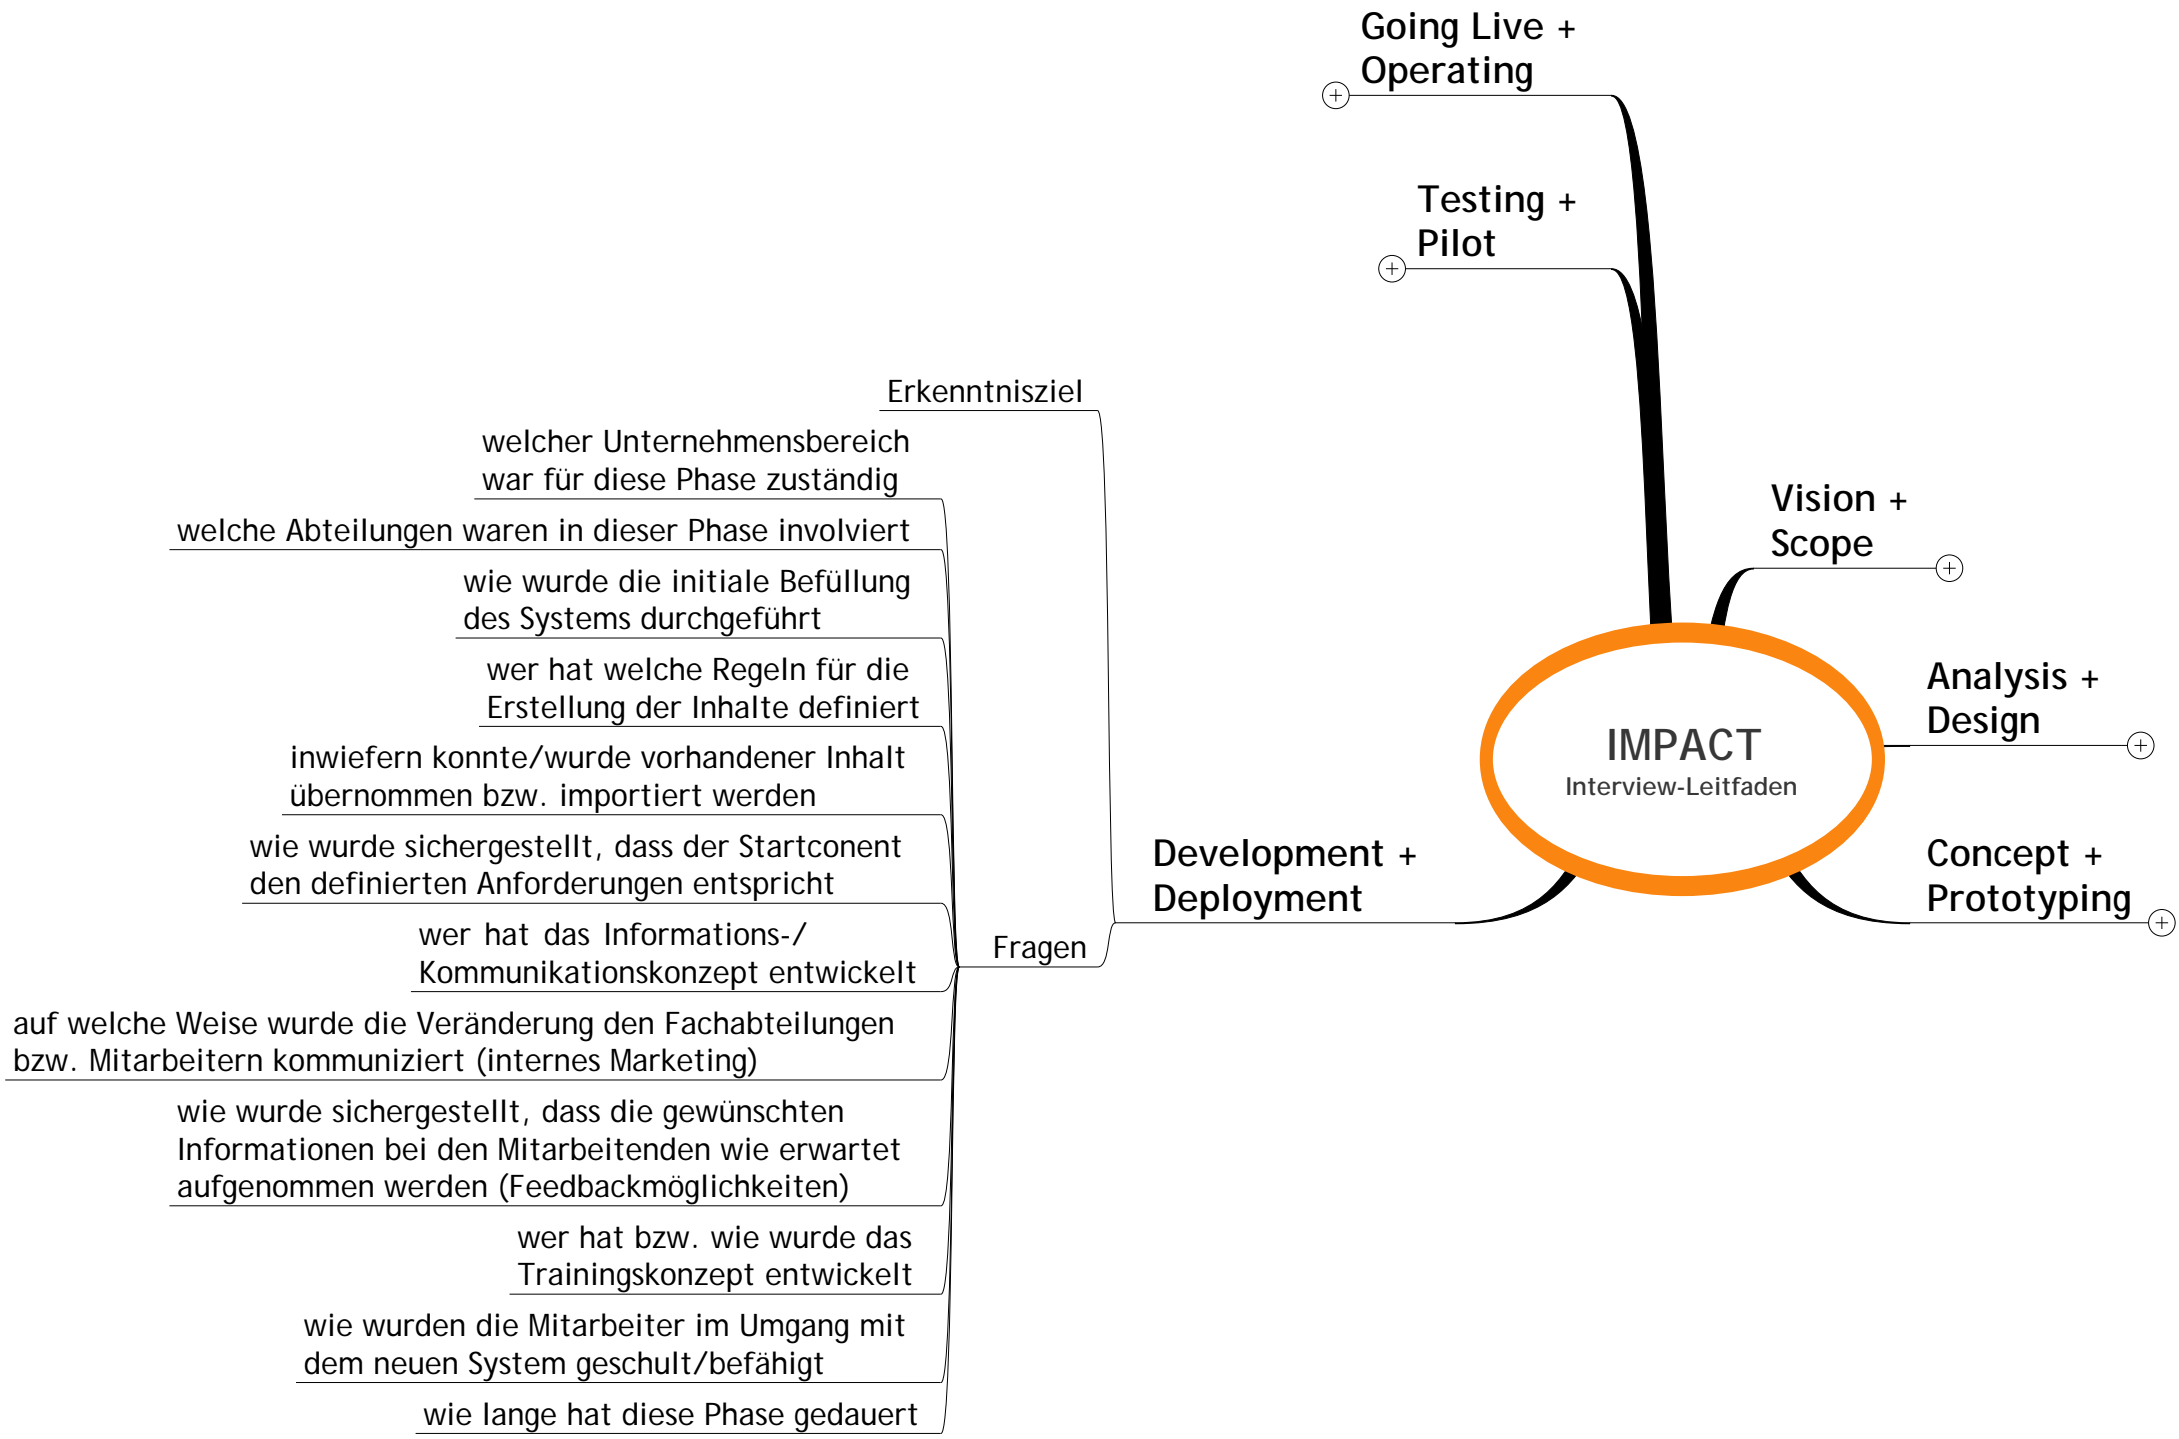 Going Live +
Operating
Testing +
Pilot
Vision +
Scope
Analysis +
Design
Concept +
Prototyping
IMPACT
Interview-Leitfaden
Development +
Deployment
Erkenntnisziel
Fragen
welcher Unternehmensbereich
war für diese Phase zuständig
welche Abteilungen waren in dieser Phase involviert
wie wurde die initiale Befüllung
des Systems durchgeführt
wer hat welche Regeln für die
Erstellung der Inhalte definiert
inwiefern konnte/wurde vorhandener Inhalt
übernommen bzw. importiert werden
wie wurde sichergestellt, dass der Startconent
den definierten Anforderungen entspricht
wer hat das Informations-/
Kommunikationskonzept entwickelt
auf welche Weise wurde die Veränderung den Fachabteilungen
bzw. Mitarbeitern kommuniziert (internes Marketing)
wie wurde sichergestellt, dass die gewünschten
Informationen bei den Mitarbeitenden wie erwartet
aufgenommen werden (Feedbackmöglichkeiten)
wer hat bzw. wie wurde das
Trainingskonzept entwickelt
wie wurden die Mitarbeiter im Umgang mit
dem neuen System geschult/befähigt
wie lange hat diese Phase gedauert